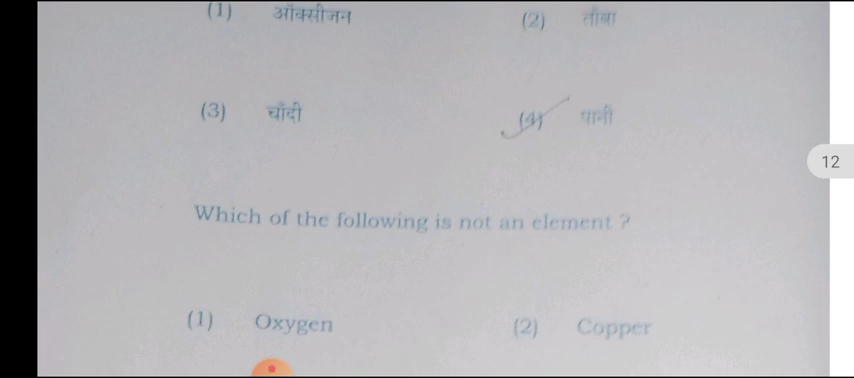 (1) ऑक्सीजन (2) ताँबा
(3) चाँदी (4) पानी
12
Which of the following is not an element ?
(1) Oxygen (2) Copper